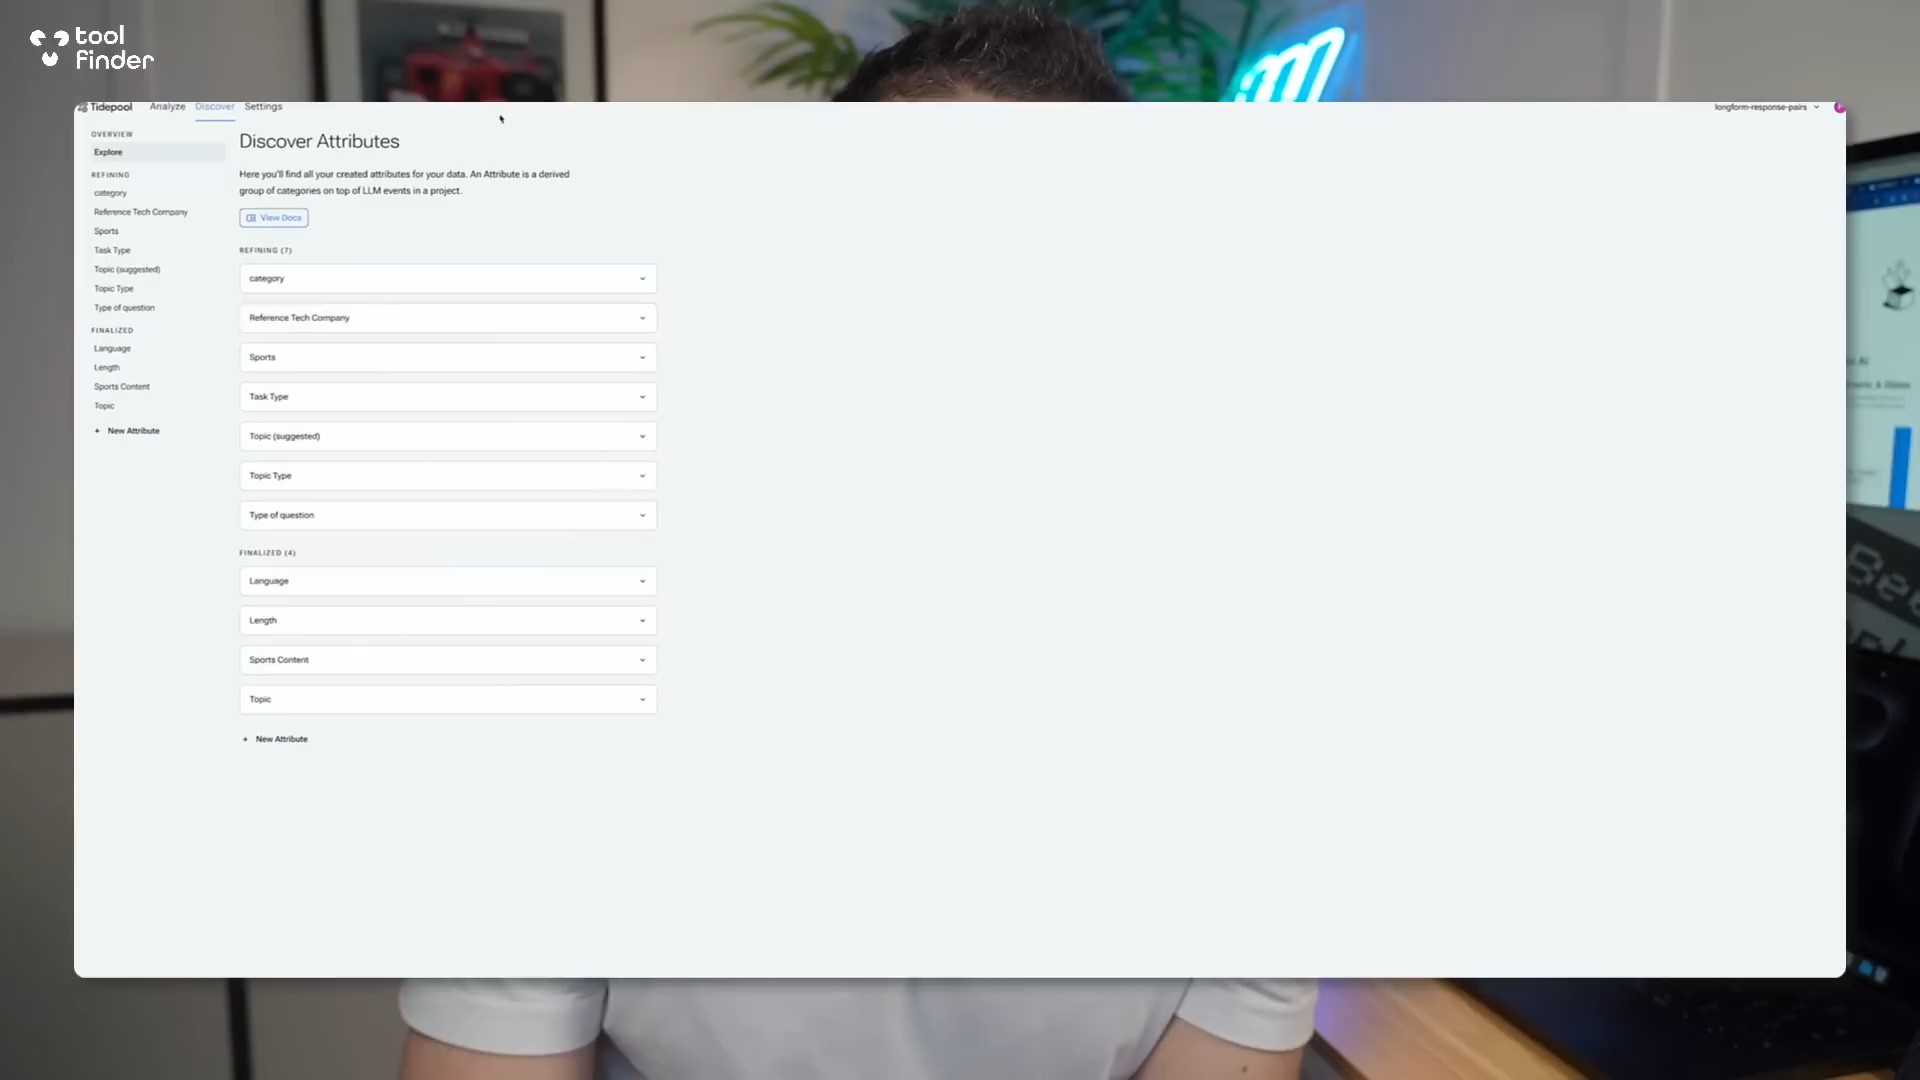 tool
finder
Tidepool
Analyze
Discover
Settings
longform-response-pairs
OVERVIEW
Explore
REFINING
category
Reference Tech Company
Sports
Task Type
Topic (suggested)
Topic Type
Type of question
FINALIZED
Language
Length
Sports Content
Topic
+ New Attribute
Discover Attributes
Here you'll find all your created attributes for your data. An Attribute is a derived
group of categories on top of LLM events in a project.
View Docs
REFINING (7)
category
Reference Tech Company
Sports
Task Type
Topic (suggested)
Topic Type
Type of question
FINALIZED (4)
Language
Length
Sports Content
Topic
+ New Attribute
AI